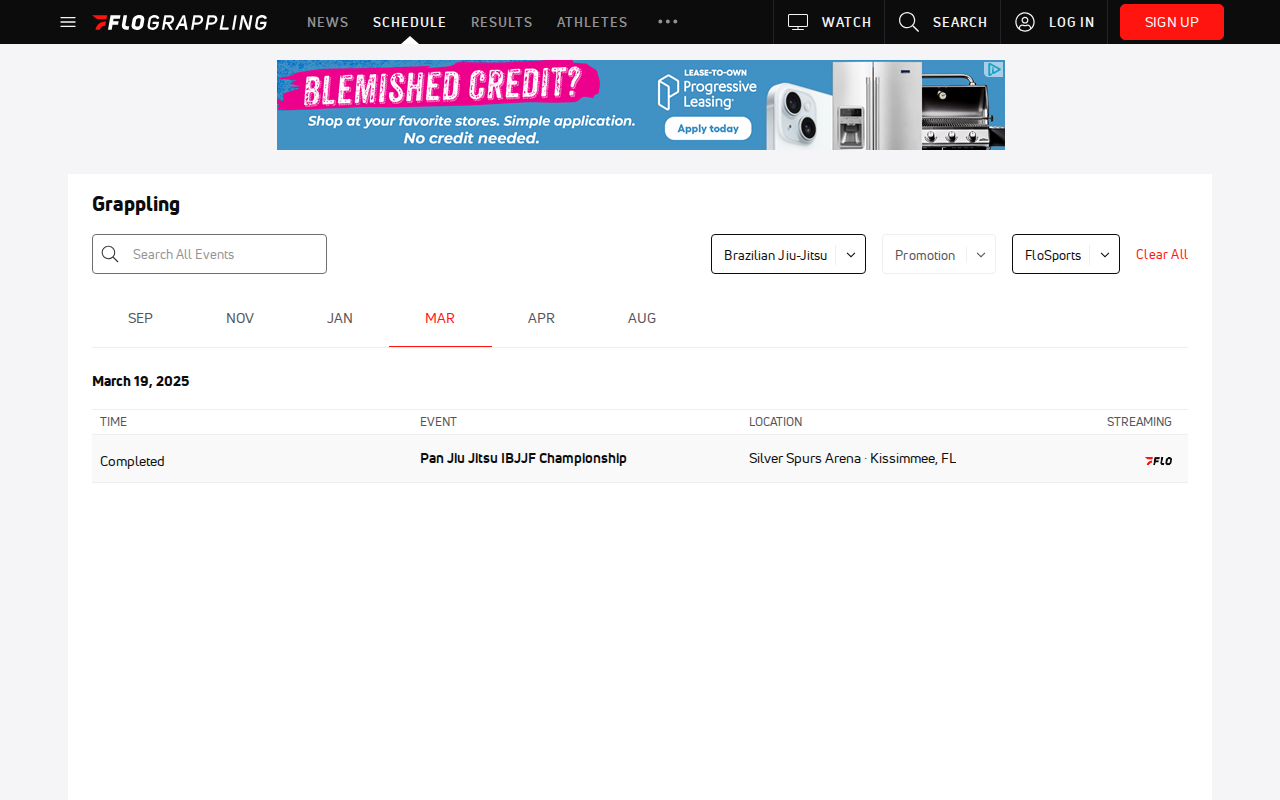 FLOGRAPPLING NEWS SCHEDULE RESULTS ATHLETES WATCH SEARCH LOG IN SIGN UP
BLEMISHED CREDIT?
Shop at your favorite stores. Simple application.
No credit needed.
LEASE-TO-OWN
Progressive
Leasing
Apply today
Grappling
Search All Events
Brazilian Jiu-Jitsu
Promotion
FloSports
Clear All
SEP NOV JAN MAR APR AUG
March 19, 2025
TIME EVENT LOCATION STREAMING
Completed Pan Jiu Jitsu IBJJF Championship Silver Spurs Arena · Kissimmee, FL FLO